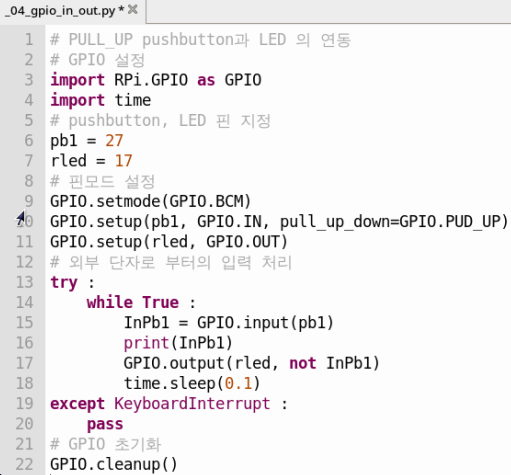 _04_gpio_in_out.py *
1 # PULL_UP pushbutton과 LED 의 연동
2 # GPIO 설정
3 import RPi.GPIO as GPIO
4 import time
5 # pushbutton, LED 핀 지정
6 pb1 = 27
7 rled = 17
8 # 핀모드 설정
9 GPIO.setmode(GPIO.BCM)
10 GPIO.setup(pb1, GPIO.IN, pull_up_down=GPIO.PUD_UP)
11 GPIO.setup(rled, GPIO.OUT)
12 # 외부 단자로 부터의 입력 처리
13 try :
14     while True :
15         InPb1 = GPIO.input(pb1)
16         print(InPb1)
17         GPIO.output(rled, not InPb1)
18         time.sleep(0.1)
19 except KeyboardInterrupt :
20     pass
21 # GPIO 초기화
22 GPIO.cleanup()